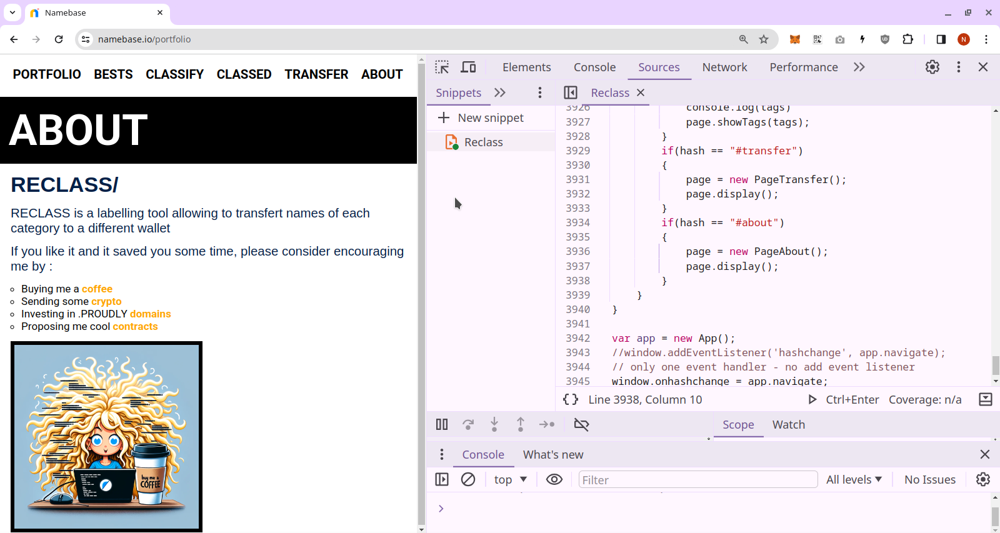 Namebase
namebase.io/portfolio
N
PORTFOLIO BESTS CLASSIFY CLASSED TRANSFER ABOUT
ABOUT
RECLASS/
RECLASS is a labelling tool allowing to transfert names of each
category to a different wallet
If you like it and it saved you some time, please consider encouraging
me by :
Buying me a coffee
Sending some crypto
Investing in .PROUDLY domains
Proposing me cool contracts
buy me a
COFFEE
Elements Console Sources Network Performance
Snippets
New snippet
Reclass
Reclass
3926 console.log(tags)
3927 page.showTags(tags);
3928 }
3929 if(hash == "#transfer")
3930 {
3931 page = new PageTransfer();
3932 page.display();
3933 }
3934 if(hash == "#about")
3935 {
3936 page = new PageAbout();
3937 page.display();
3938 }
3939 }
3940 }
3941
3942 var app = new App();
3943 //window.addEventListener('hashchange', app.navigate);
3944 // only one event handler - no add event listener
3945 window.onhashchange = app.navigate;
{ } Line 3938, Column 10 Ctrl+Enter Coverage: n/a
Scope Watch
Console What's new
top Filter All levels No Issues